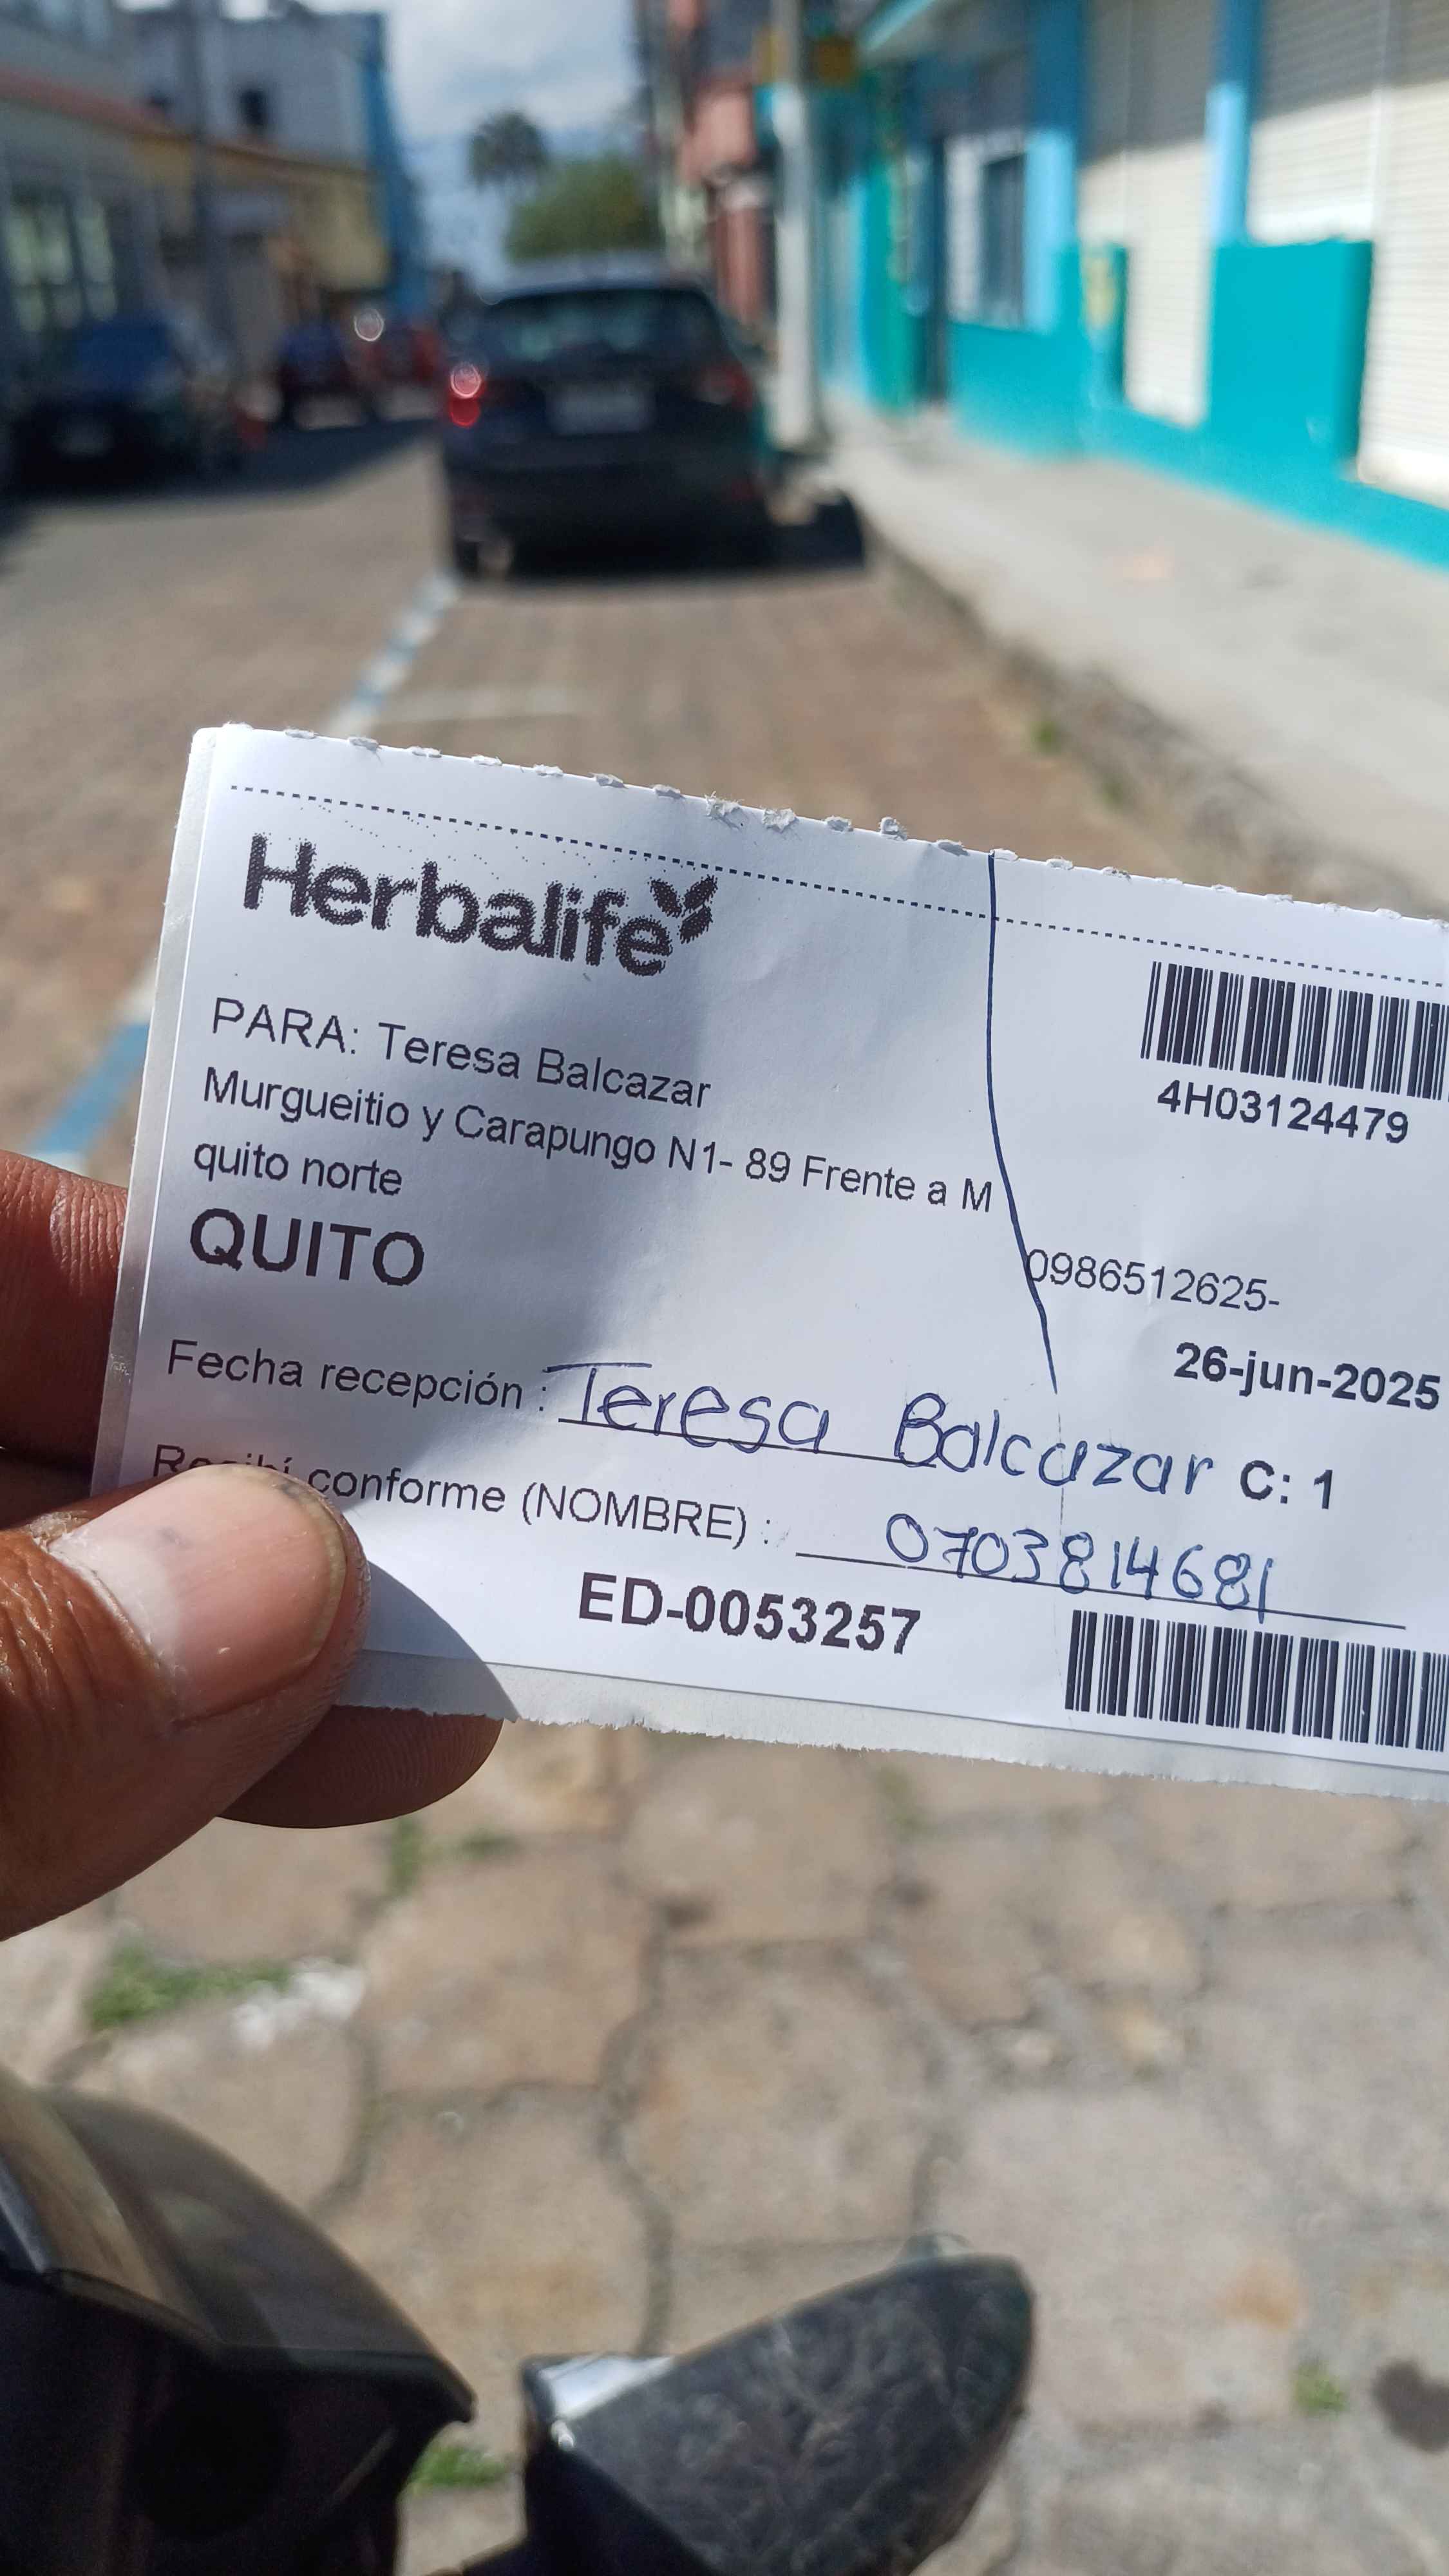 Herbalife
4H03124479
PARA: Teresa Balcazar
Murgueitio y Carapungo N1- 89 Frente a M
quito norte
QUITO
0986512625-
26-jun-2025
Fecha recepción : Teresa Balcazar C: 1
Recibí conforme (NOMBRE) : 0703814681
ED-0053257